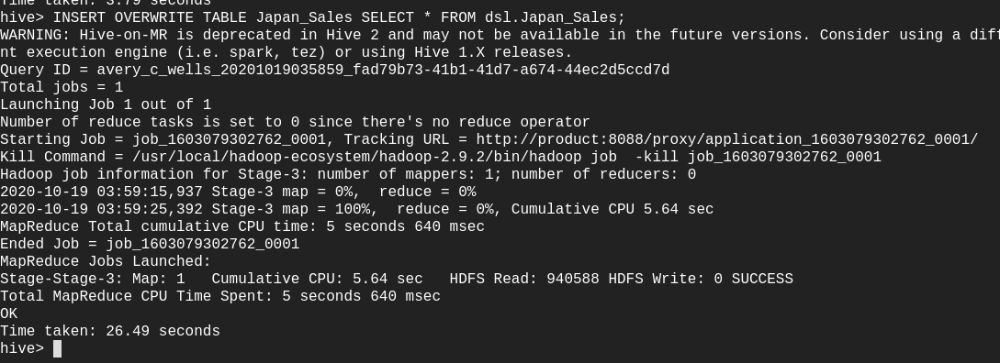 Time taken: 3.79 seconds
hive> INSERT OVERWRITE TABLE Japan_Sales SELECT * FROM dsl.Japan_Sales;
WARNING: Hive-on-MR is deprecated in Hive 2 and may not be available in the future versions. Consider using a diff
nt execution engine (i.e. spark, tez) or using Hive 1.X releases.
Query ID = avery_c_wells_20201019035859_fad79b73-41b1-41d7-a674-44ec2d5ccd7d
Total jobs = 1
Launching Job 1 out of 1
Number of reduce tasks is set to 0 since there's no reduce operator
Starting Job = job_1603079302762_0001, Tracking URL = http://product:8088/proxy/application_1603079302762_0001/
Kill Command = /usr/local/hadoop-ecosystem/hadoop-2.9.2/bin/hadoop job  -kill job_1603079302762_0001
Hadoop job information for Stage-3: number of mappers: 1; number of reducers: 0
2020-10-19 03:59:15,937 Stage-3 map = 0%,  reduce = 0%
2020-10-19 03:59:25,392 Stage-3 map = 100%,  reduce = 0%, Cumulative CPU 5.64 sec
MapReduce Total cumulative CPU time: 5 seconds 640 msec
Ended Job = job_1603079302762_0001
MapReduce Jobs Launched:
Stage-Stage-3: Map: 1   Cumulative CPU: 5.64 sec   HDFS Read: 940588 HDFS Write: 0 SUCCESS
Total MapReduce CPU Time Spent: 5 seconds 640 msec
OK
Time taken: 26.49 seconds
hive>